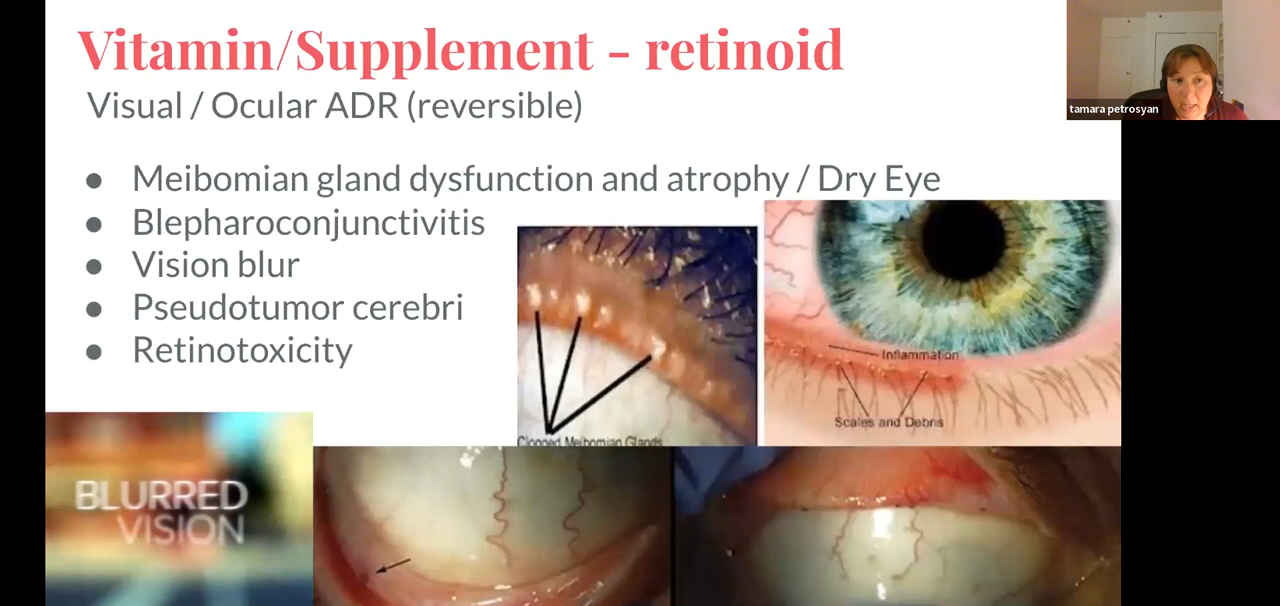 Vitamin/Supplement - retinoid
tamara petrosyan
Visual / Ocular ADR (reversible)
● Meibomian gland dysfunction and atrophy / Dry Eye
● Blepharoconjunctivitis
● Vision blur
● Pseudotumor cerebri
● Retinotoxicity
Inflammation
Scales and Debris
Clogged Meibomian Glands
BLURRED
VISION